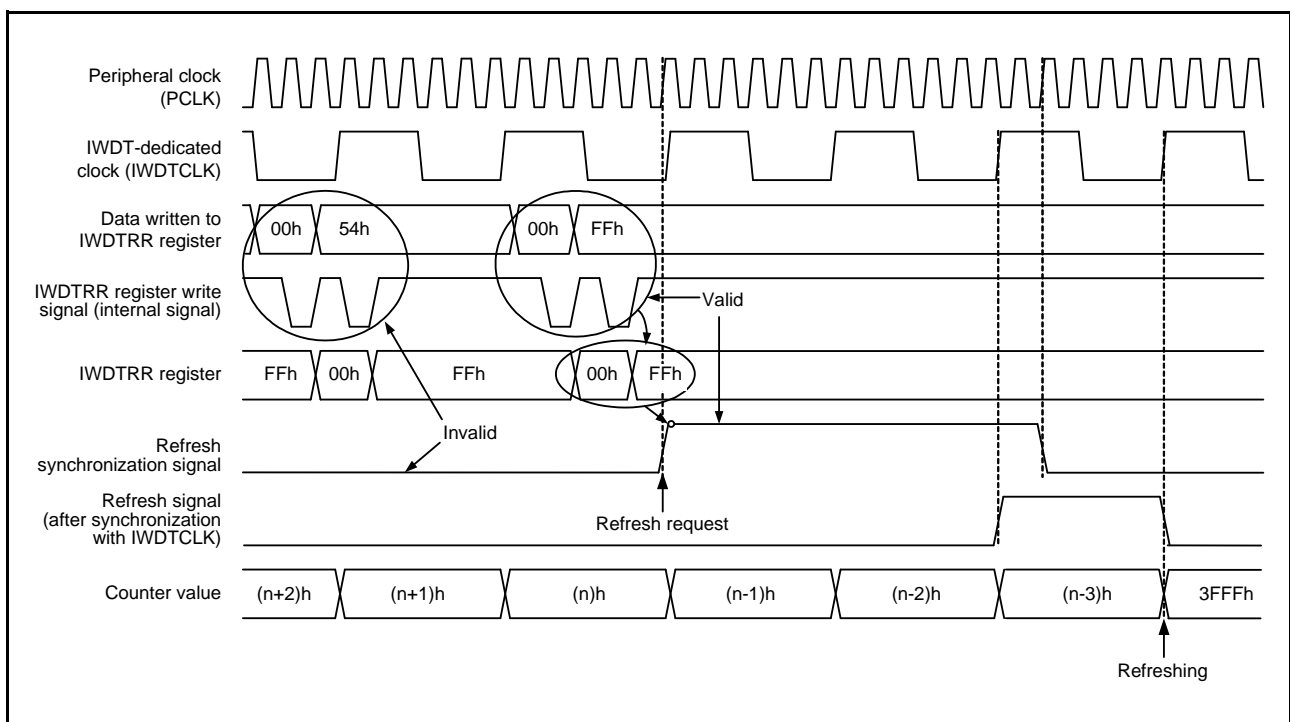 Peripheral clock
(PCLK)
IWDT-dedicated
clock (IWDTCLK)
Data written to
IWDTRR register
00h
54h
00h
FFh
IWDTRR register write
signal (internal signal)
Valid
IWDTRR register
FFh
00h
FFh
00h
FFh
Invalid
Refresh
synchronization signal
Refresh request
Refresh signal
(after synchronization
with IWDTCLK)
Counter value
(n+2)h
(n+1)h
(n)h
(n-1)h
(n-2)h
(n-3)h
3FFFh
Refreshing